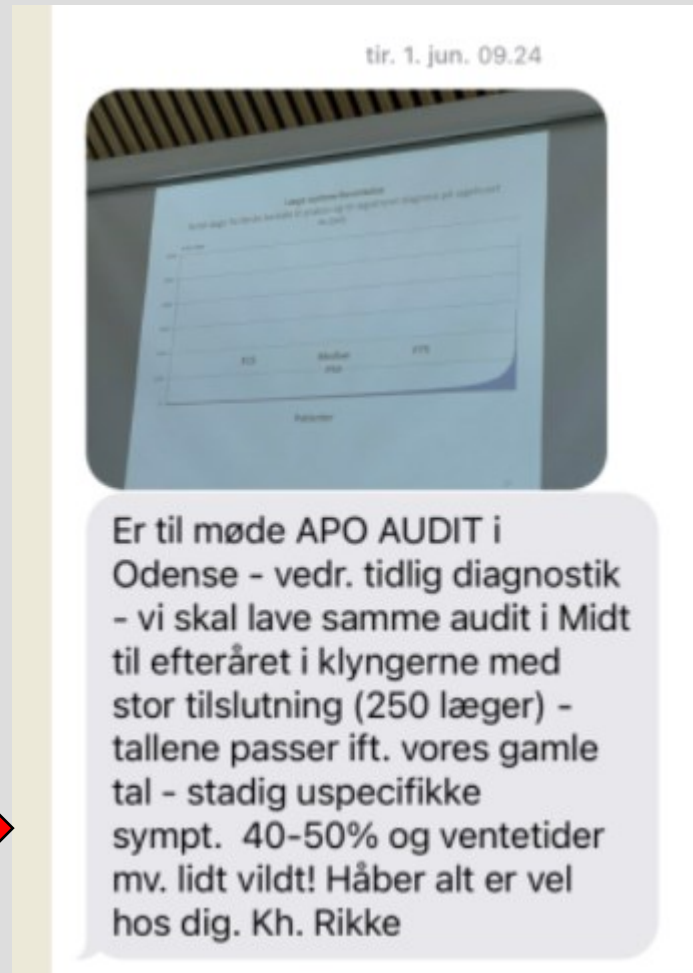 tir. 1. jun. 09.24
Median
Patienter
Er til møde APO AUDIT i
Odense - vedr. tidlig diagnostik
- vi skal lave samme audit i Midt
til efteråret i klyngerne med
stor tilslutning (250 læger) -
tallene passer ift. vores gamle
tal - stadig uspecifikke
sympt. 40-50% og ventetider
mv. lidt vildt! Håber alt er vel
hos dig. Kh. Rikke